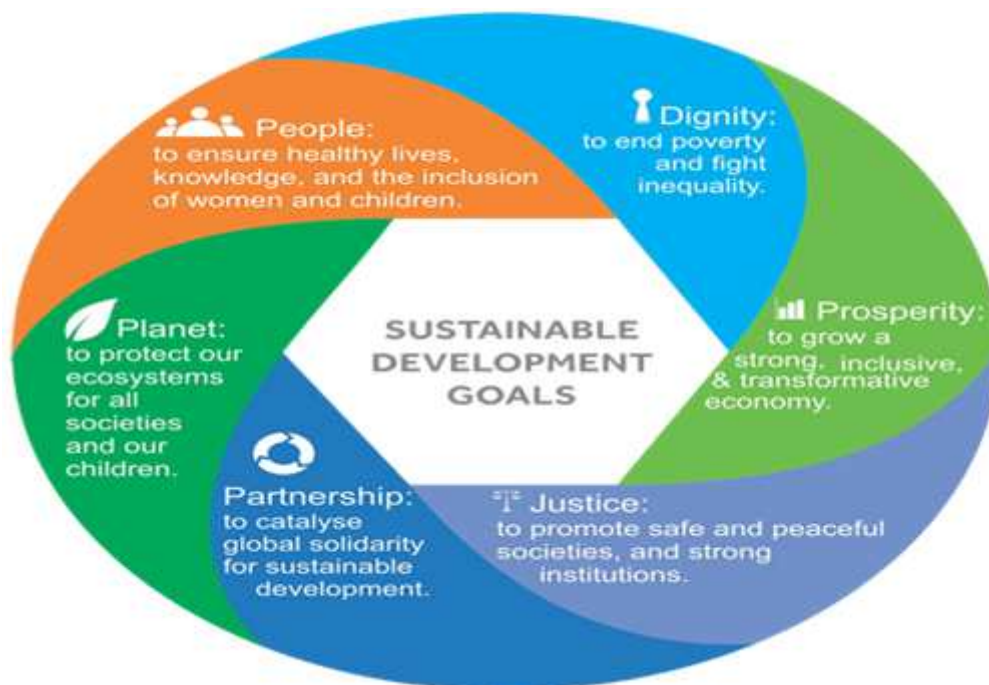 SUSTAINABLE
DEVELOPMENT
GOALS
Dignity:
to end poverty
and fight
inequality.
Prosperity:
to grow a
strong, inclusive,
& transformative
economy.
Justice:
to promote safe and peaceful
societies, and strong
institutions.
Partnership:
to catalyse
global solidarity
for sustainable
development.
Planet:
to protect our
ecosystems
for all
societies
and our
children.
People:
to ensure healthy lives,
knowledge, and the inclusion
of women and children.